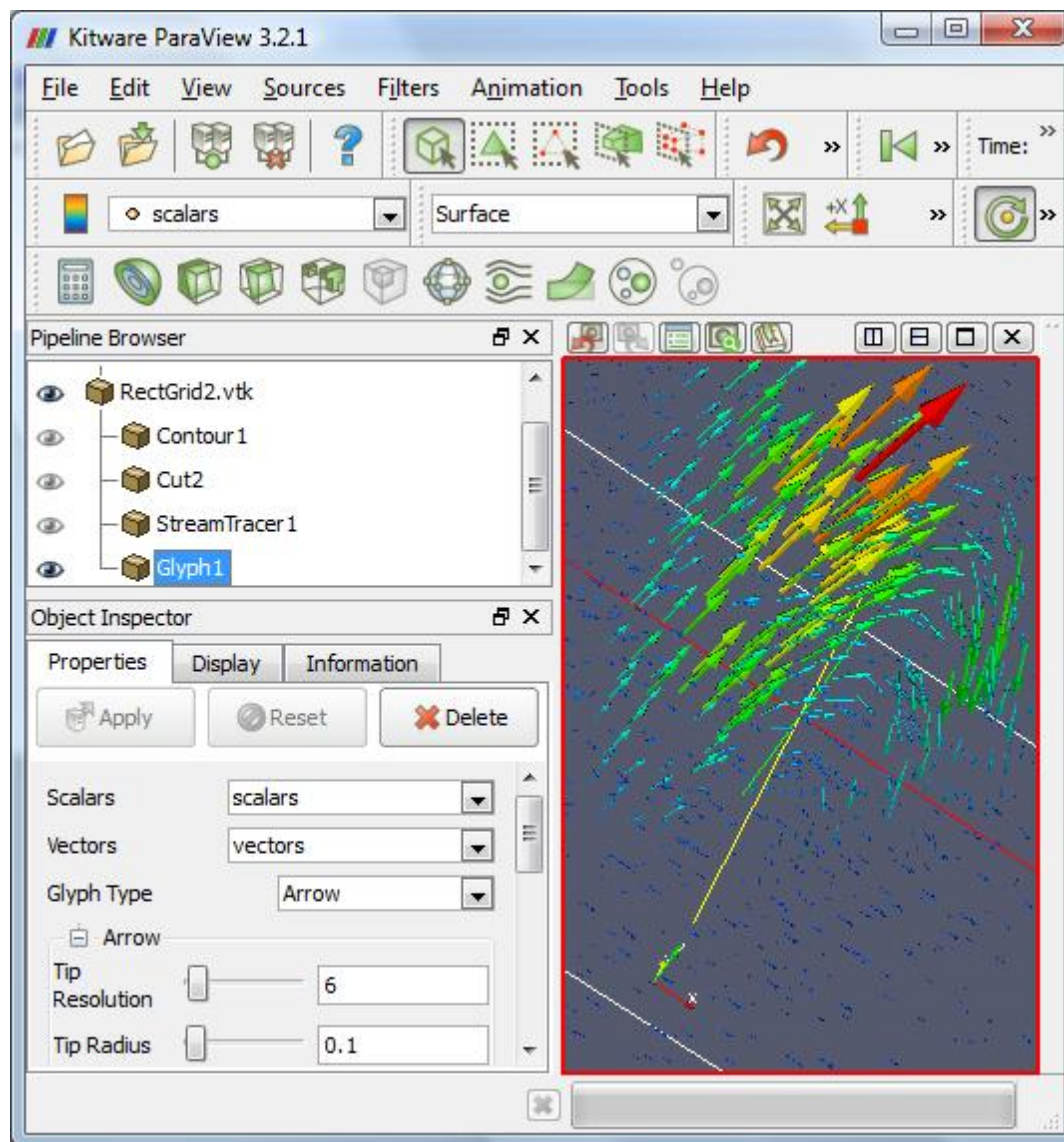 Kitware ParaView 3.2.1
File Edit View Sources Filters Animation Tools Help
Time:
scalars Surface +X
Pipeline Browser
RectGrid2.vtk
Contour1
Cut2
StreamTracer1
Glyph1
Object Inspector
Properties Display Information
Apply Reset Delete
Scalars scalars
Vectors vectors
Glyph Type Arrow
Arrow
Tip
Resolution 6
Tip Radius 0.1
X